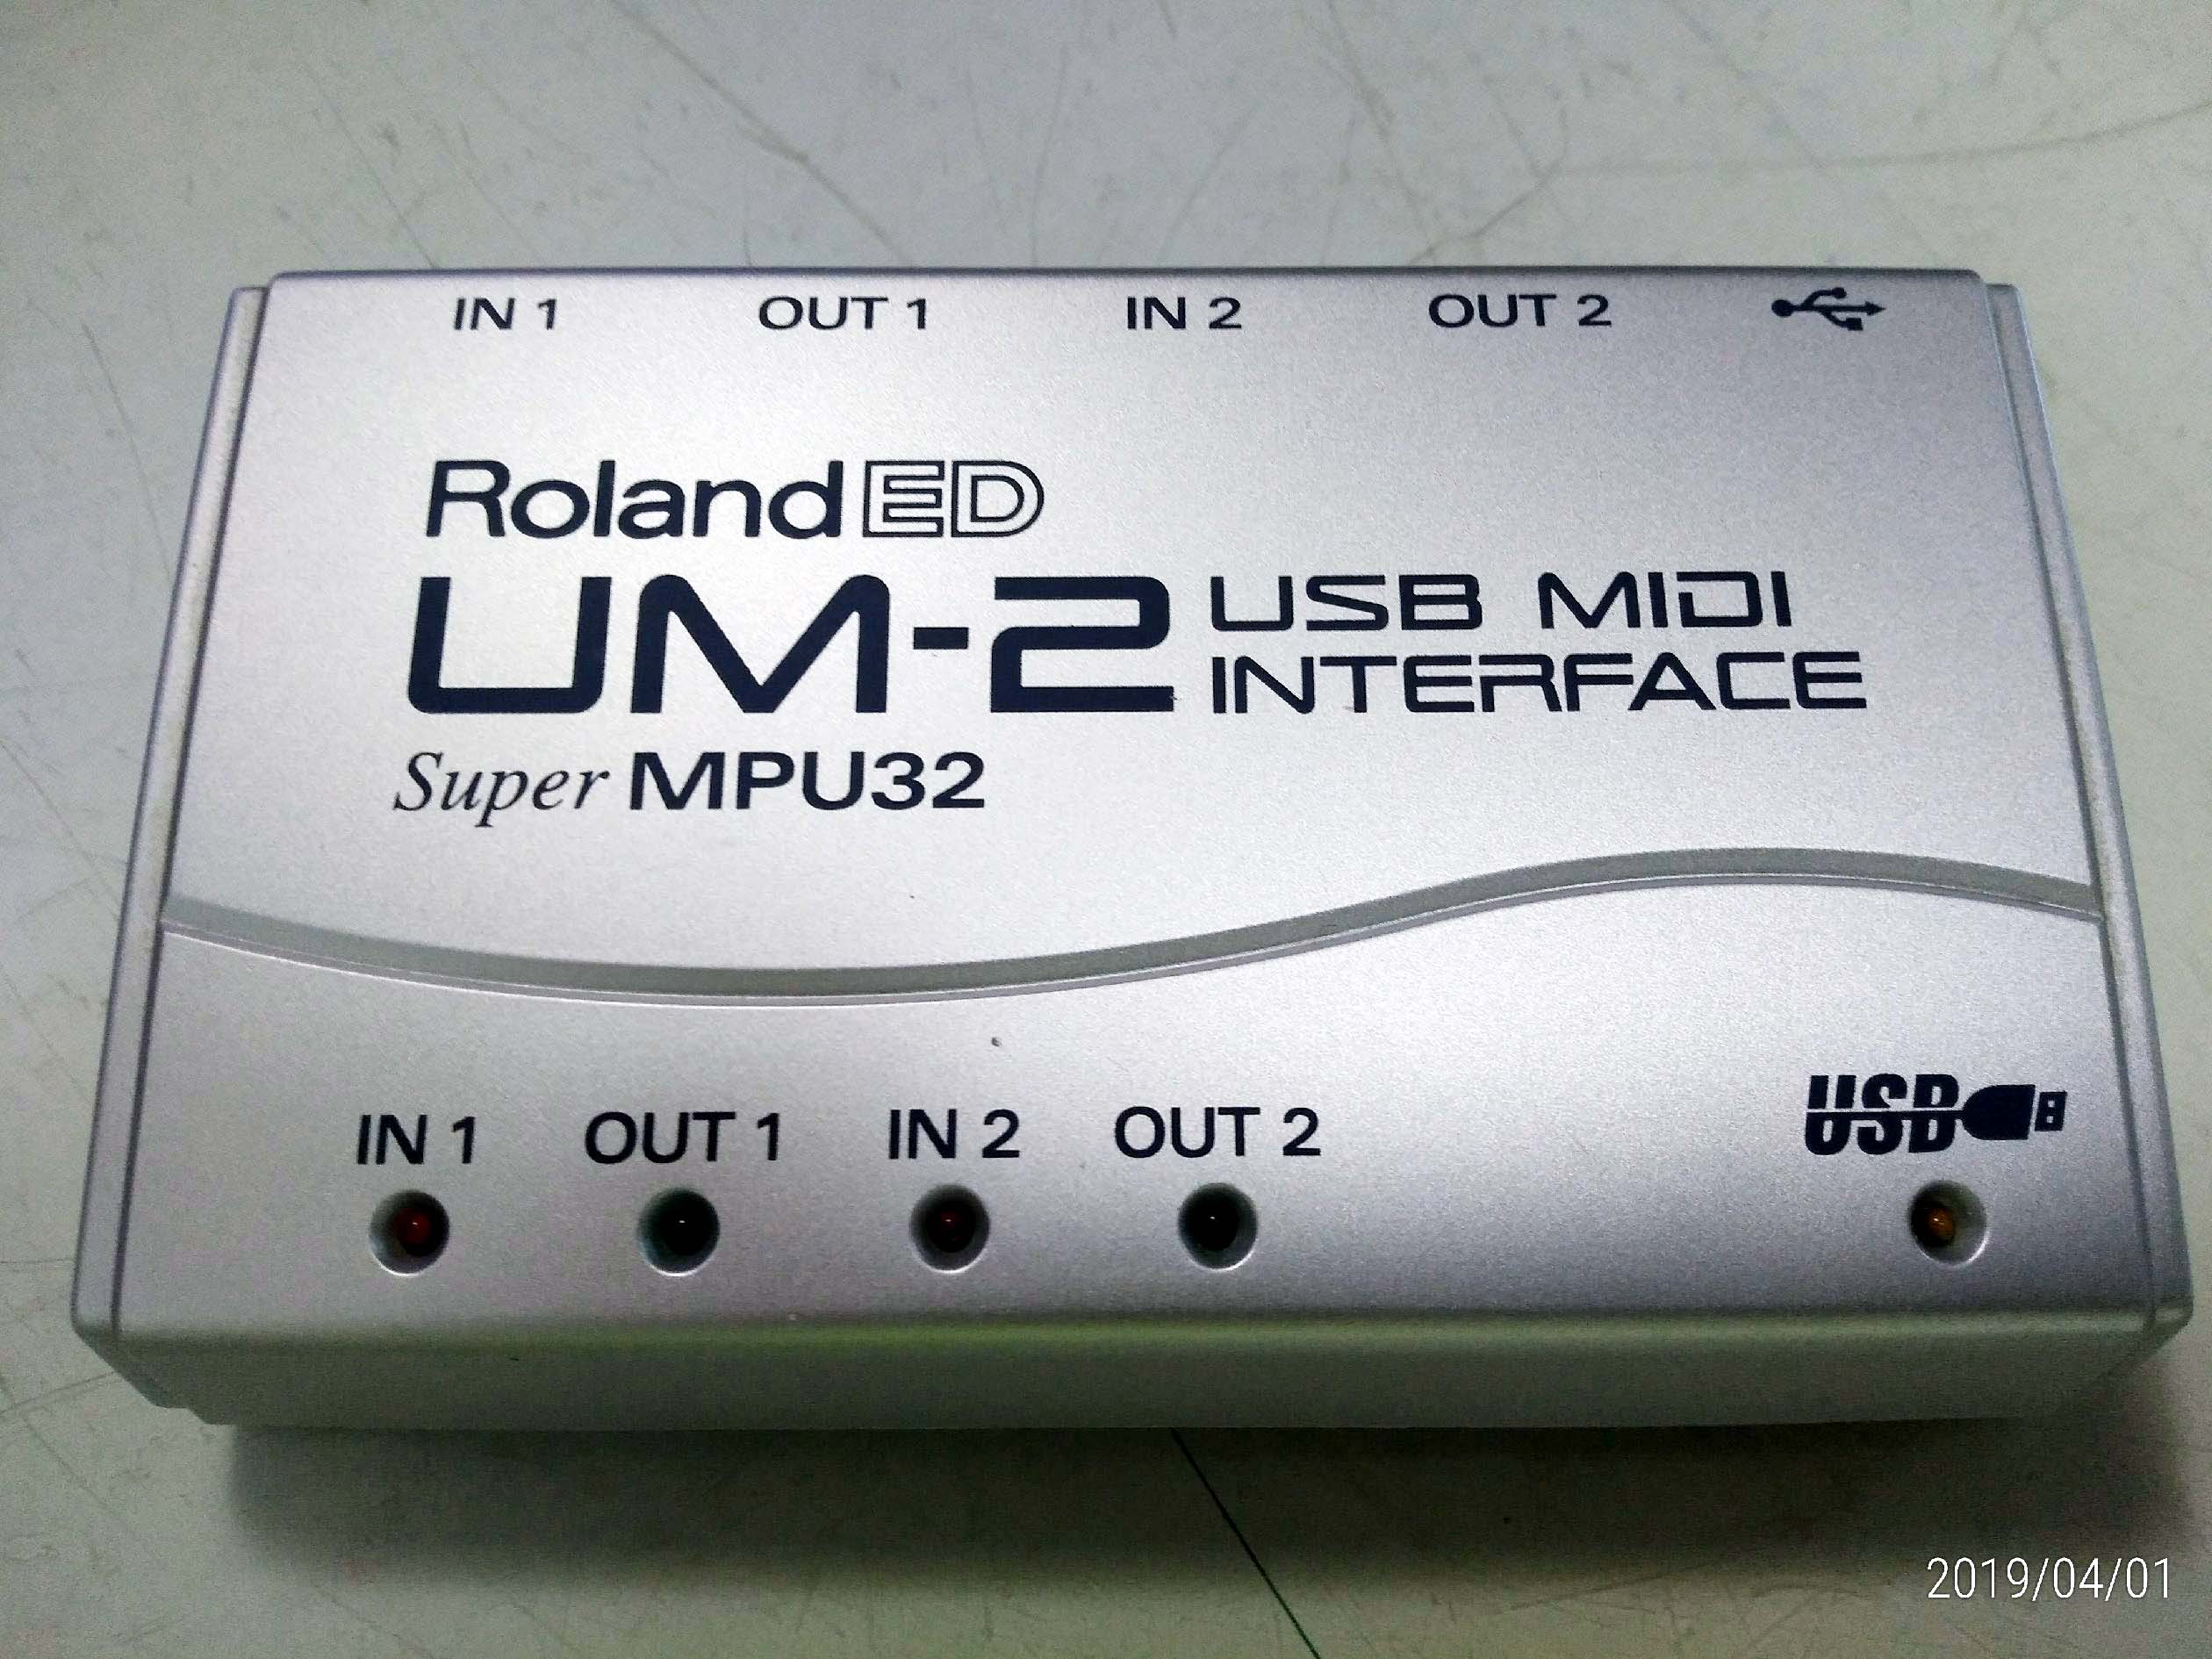 IN 1 OUT 1 IN 2 OUT 2
Roland ED
UM-2 USB MIDI INTERFACE
Super MPU32
IN 1 OUT 1 IN 2 OUT 2 USB
2019/04/01